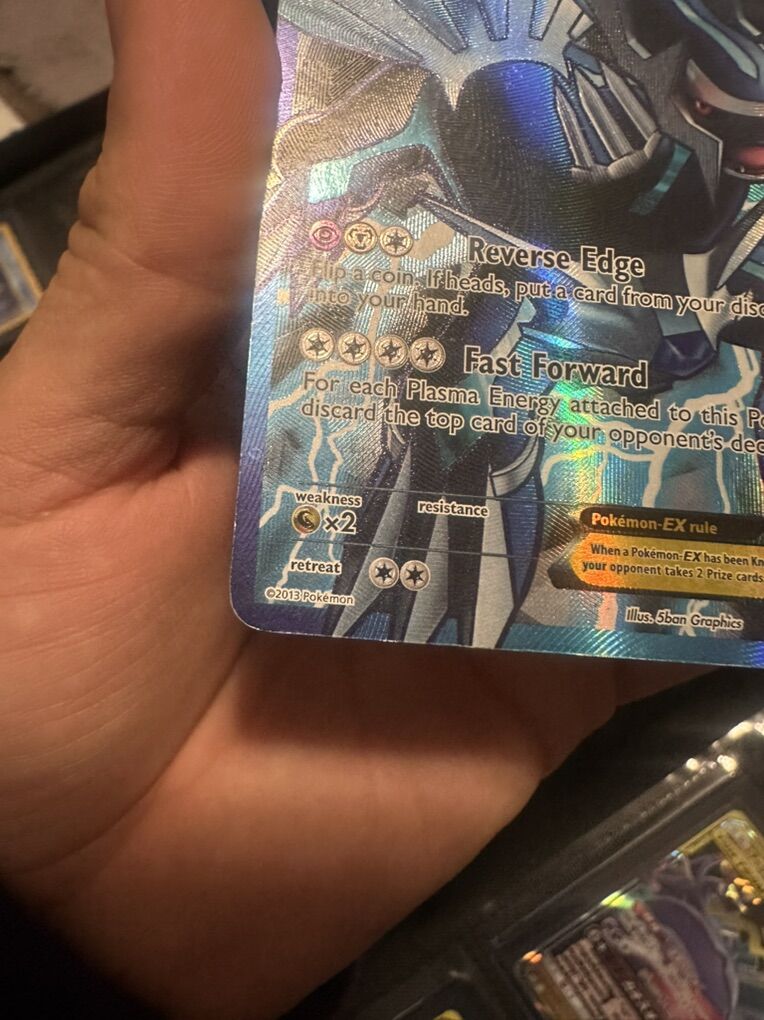 Reverse Edge
Flip a coin. If heads, put a card from your disc
into your hand.
Fast Forward
For each Plasma Energy attached to this Po
discard the top card of your opponent's dec
weakness
×2
resistance
Pokémon-EX rule
When a Pokémon-EX has been Kn
your opponent takes 2 Prize cards
retreat
©2013 Pokémon
Illus. 5ban Graphics